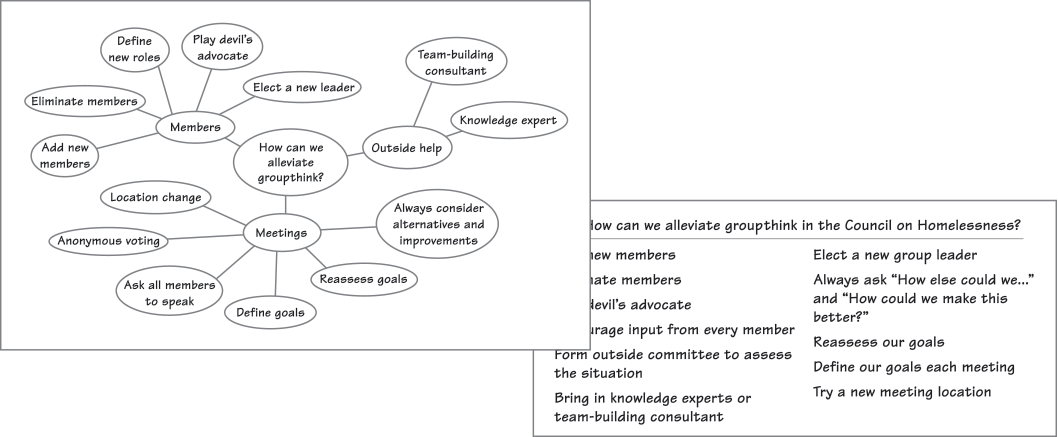 Define
new roles
Play devil's
advocate
Eliminate members
Elect a new leader
Add new
members
Members
Team-building
consultant
Knowledge expert
Outside help
How can we
alleviate
groupthink?
Location change
Anonymous voting
Meetings
Always consider
alternatives and
improvements
Ask all members
to speak
Define goals
Reassess goals
How can we alleviate groupthink in the Council on Homelessness?
new members
members
devil's advocate
input from every member
Form outside committee to assess
the situation
Bring in knowledge experts or
team-building consultant
Elect a new group leader
Always ask “How else could we...”
and “How could we make this
better?”
Reassess our goals
Define our goals each meeting
Try a new meeting location